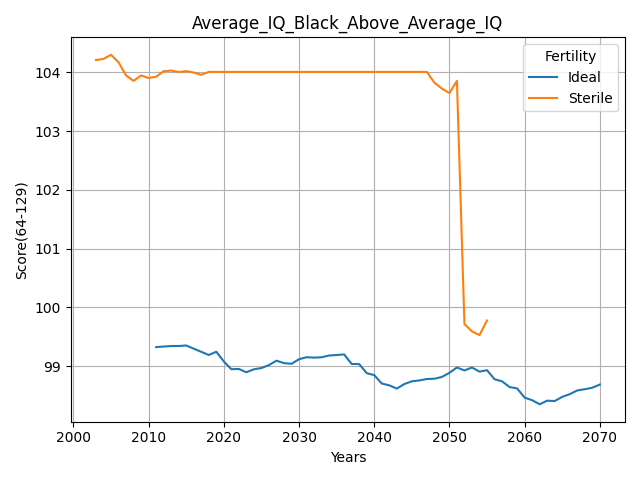 Average_IQ_Black_Above_Average_IQ
Fertility
Ideal
Sterile
Score(64-129)
104
103
102
101
100
99
2000 2010 2020 2030 2040 2050 2060 2070
Years